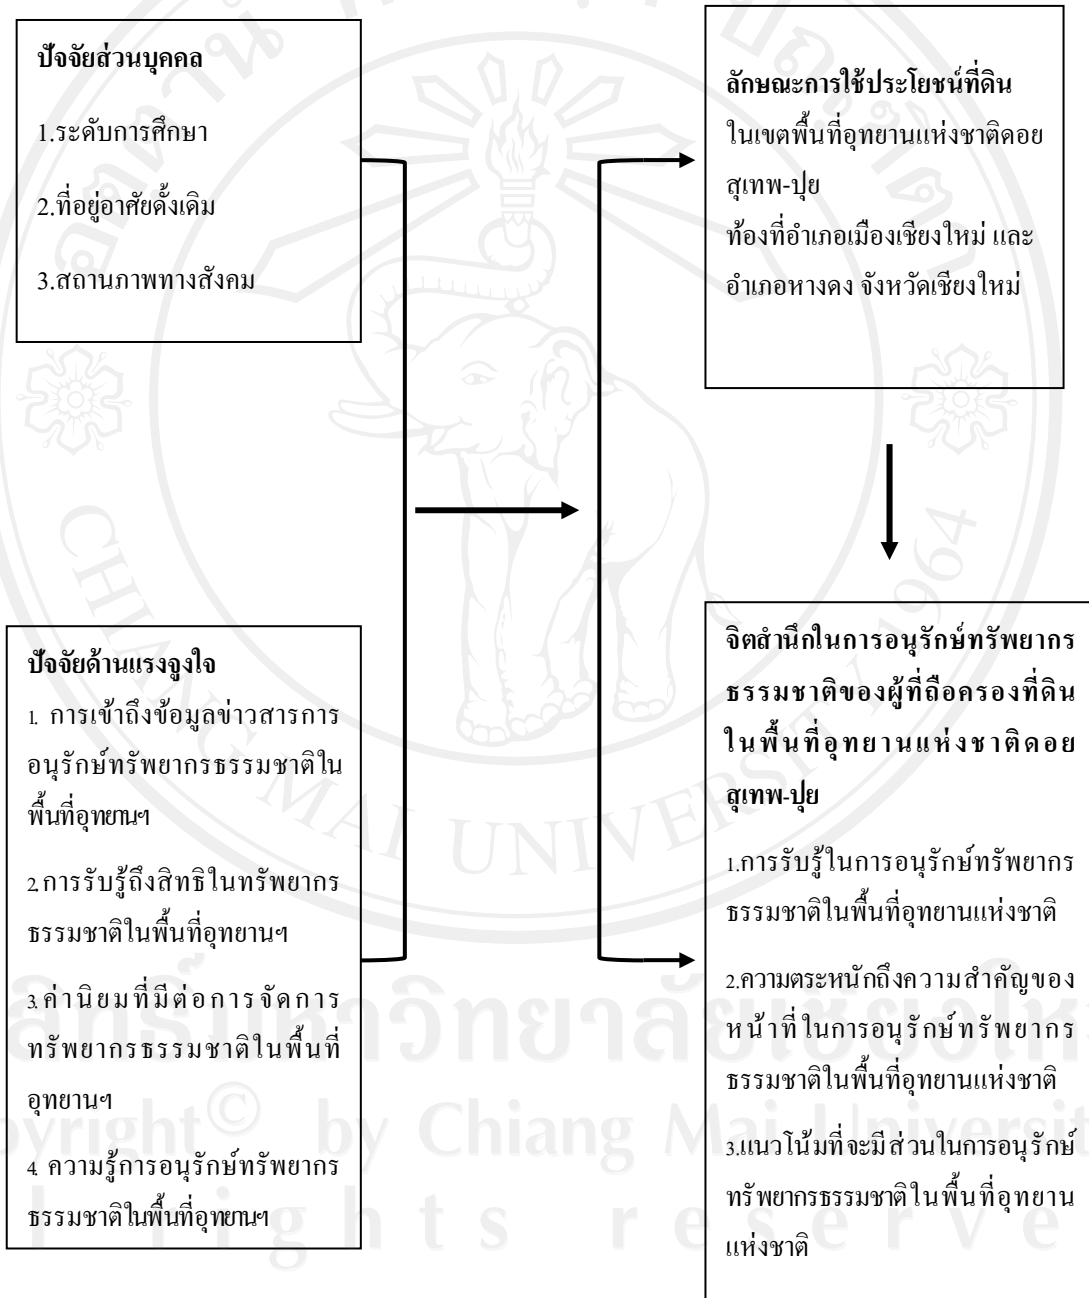 ปัจจัยส่วนบุคคล
1.ระดับการศึกษา
2.ที่อยู่อาศัยดั้งเดิม
3.สถานภาพทางสังคม
ลักษณะการใช้ประโยชน์ที่ดิน
ในเขตพื้นที่อุทยานแห่งชาติดอย
สุเทพ-ปุย
ท้องที่อำเภอเมืองเชียงใหม่ และ
อำเภอหางดง จังหวัดเชียงใหม่
ปัจจัยด้านแรงจูงใจ
1. การเข้าถึงข้อมูลข่าวสารการ
อนุรักษ์ทรัพยากรธรรมชาติใน
พื้นที่อุทยานฯ
2.การรับรู้ถึงสิทธิในทรัพยากร
ธรรมชาติในพื้นที่อุทยานฯ
3.ค่านิยมที่มีต่อการจัดการ
ทรัพยากรธรรมชาติในพื้นที่
อุทยานฯ
4. ความรู้การอนุรักษ์ทรัพยากร
ธรรมชาติในพื้นที่อุทยานฯ
จิตสำนึกในการอนุรักษ์ทรัพยากร
ธรรมชาติของผู้ที่ถือครองที่ดิน
ในพื้นที่อุทยานแห่งชาติดอย
สุเทพ-ปุย
1.การรับรู้ในการอนุรักษ์ทรัพยากร
ธรรมชาติในพื้นที่อุทยานแห่งชาติ
2.ความตระหนักถึงความสำคัญของ
หน้าที่ในการอนุรักษ์ทรัพยากร
ธรรมชาติในพื้นที่อุทยานแห่งชาติ
3.แนวโน้มที่จะมีส่วนในการอนุรักษ์
ทรัพยากรธรรมชาติในพื้นที่อุทยาน
แห่งชาติ
CHIANG MAI UNIVERSITY 1964
© by Chiang Mai
rights reserve